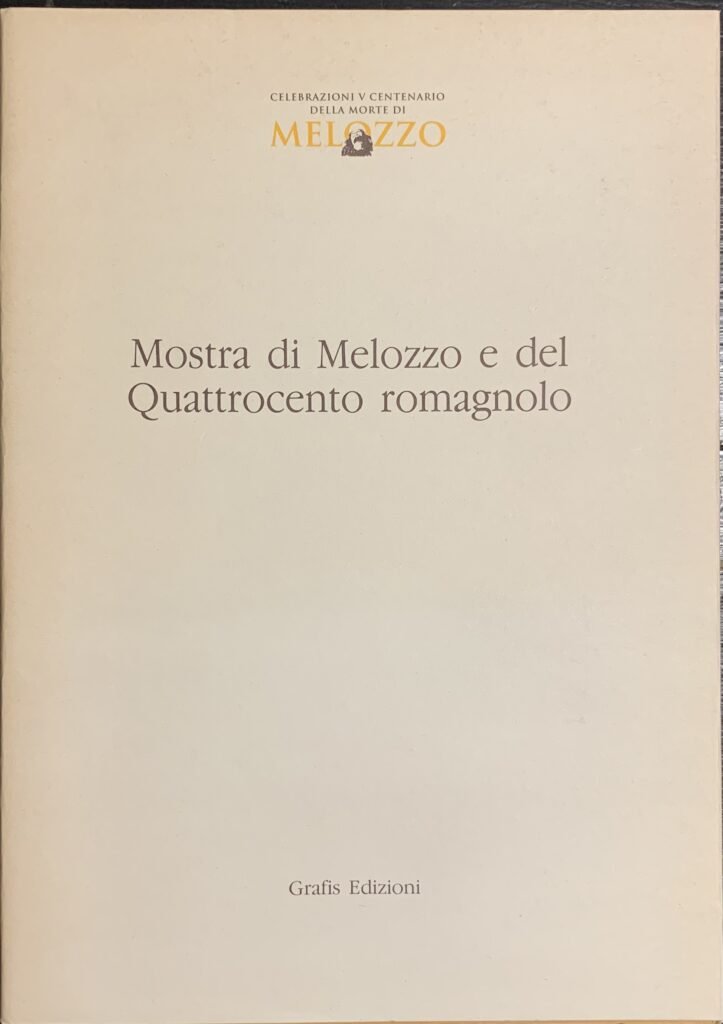 CELEBRAZIONI V CENTENARIO
DELLA MORTE DI
MELOZZO
Mostra di Melozzo e del
Quattrocento romagnolo
Grafis Edizioni